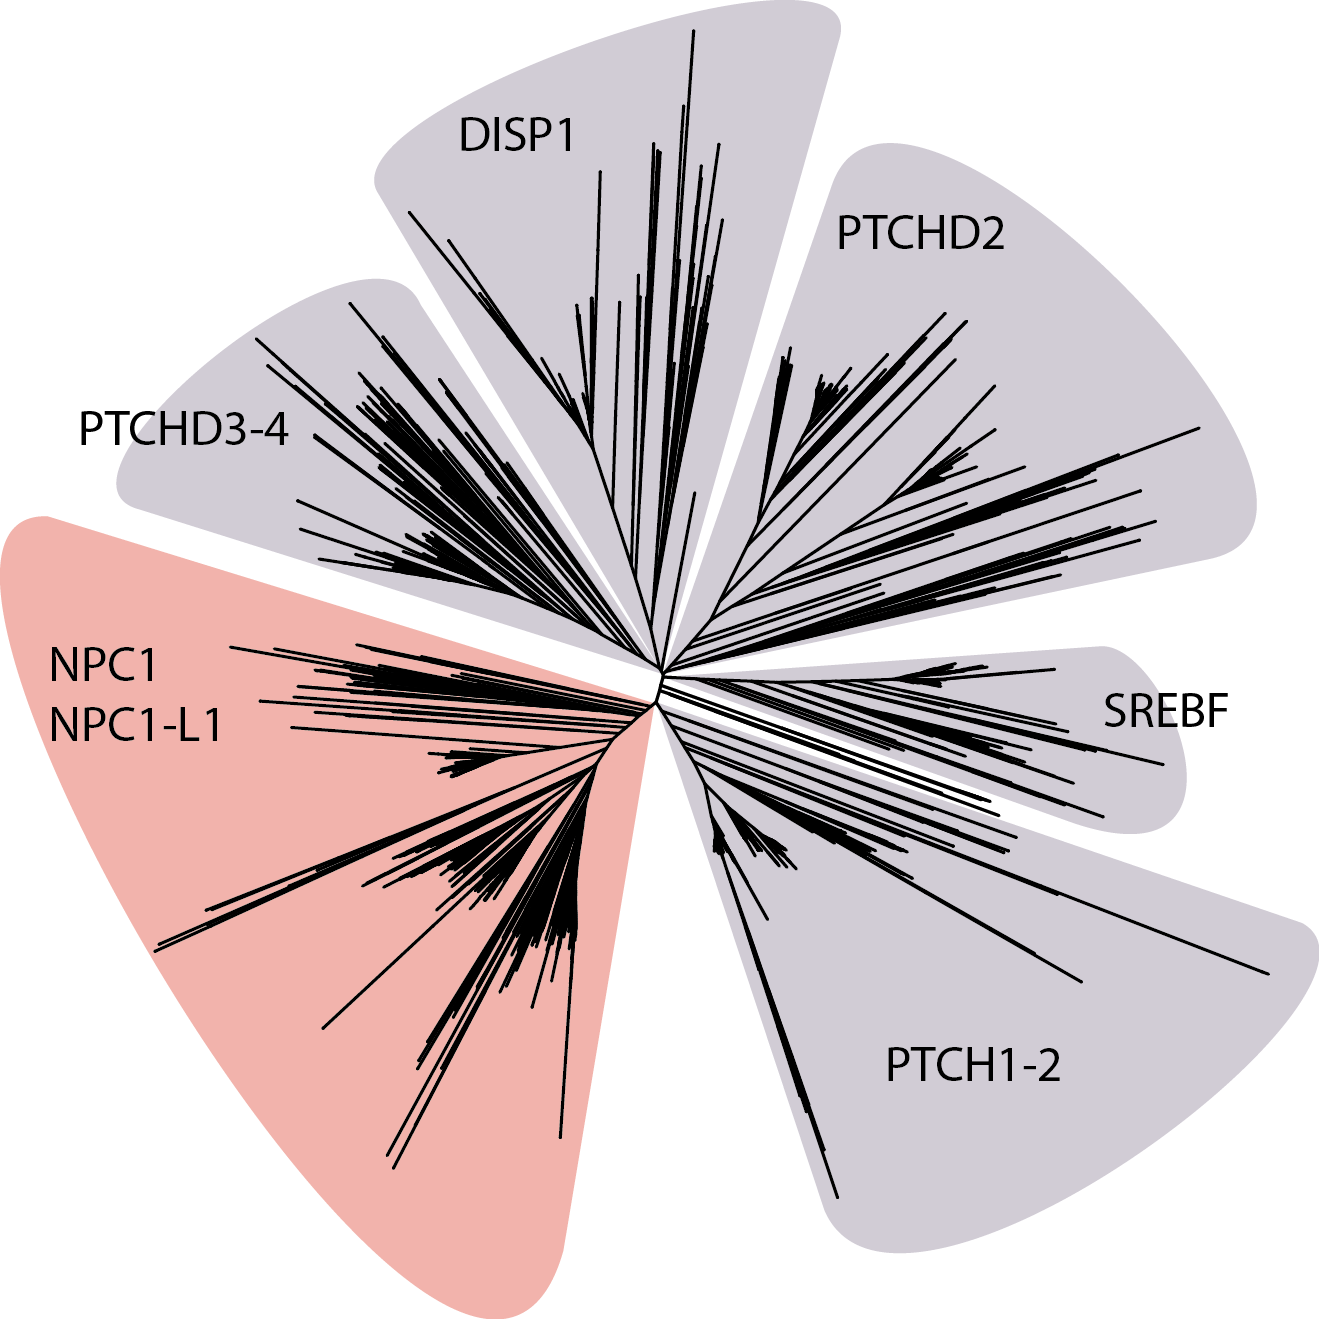 DISP1
PTCHD2
PTCHD3-4
NPC1
NPC1-L1
SREBF
PTCH1-2